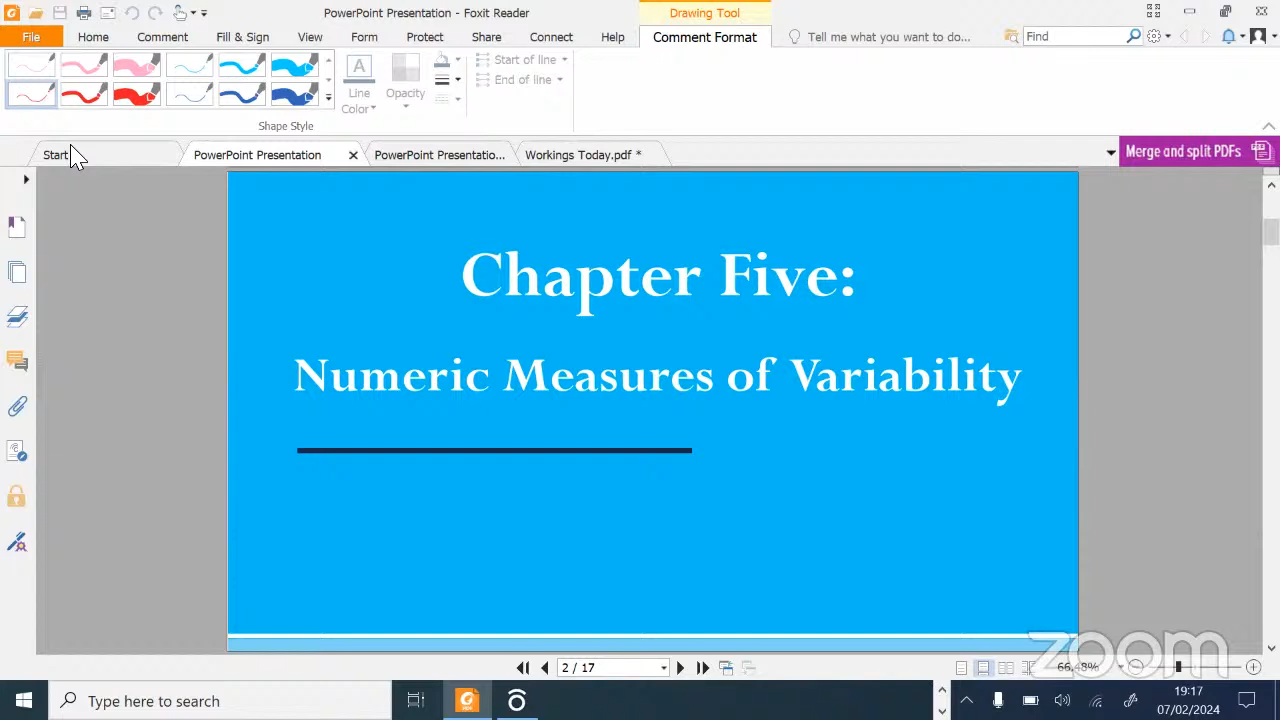 PowerPoint Presentation - Foxit Reader
Drawing Tool
File Home Comment Fill & Sign View Form Protect Share Connect Help Comment Format Tell me what you want to do... Find
Line Color
Opacity
Start of line
End of line
Shape Style
Start PowerPoint Presentation PowerPoint Presentatio... Workings Today.pdf * Merge and split PDFs
Chapter Five:
Numeric Measures of Variability
zoom
2 / 17
66.48%
Type here to search
19:17
07/02/2024